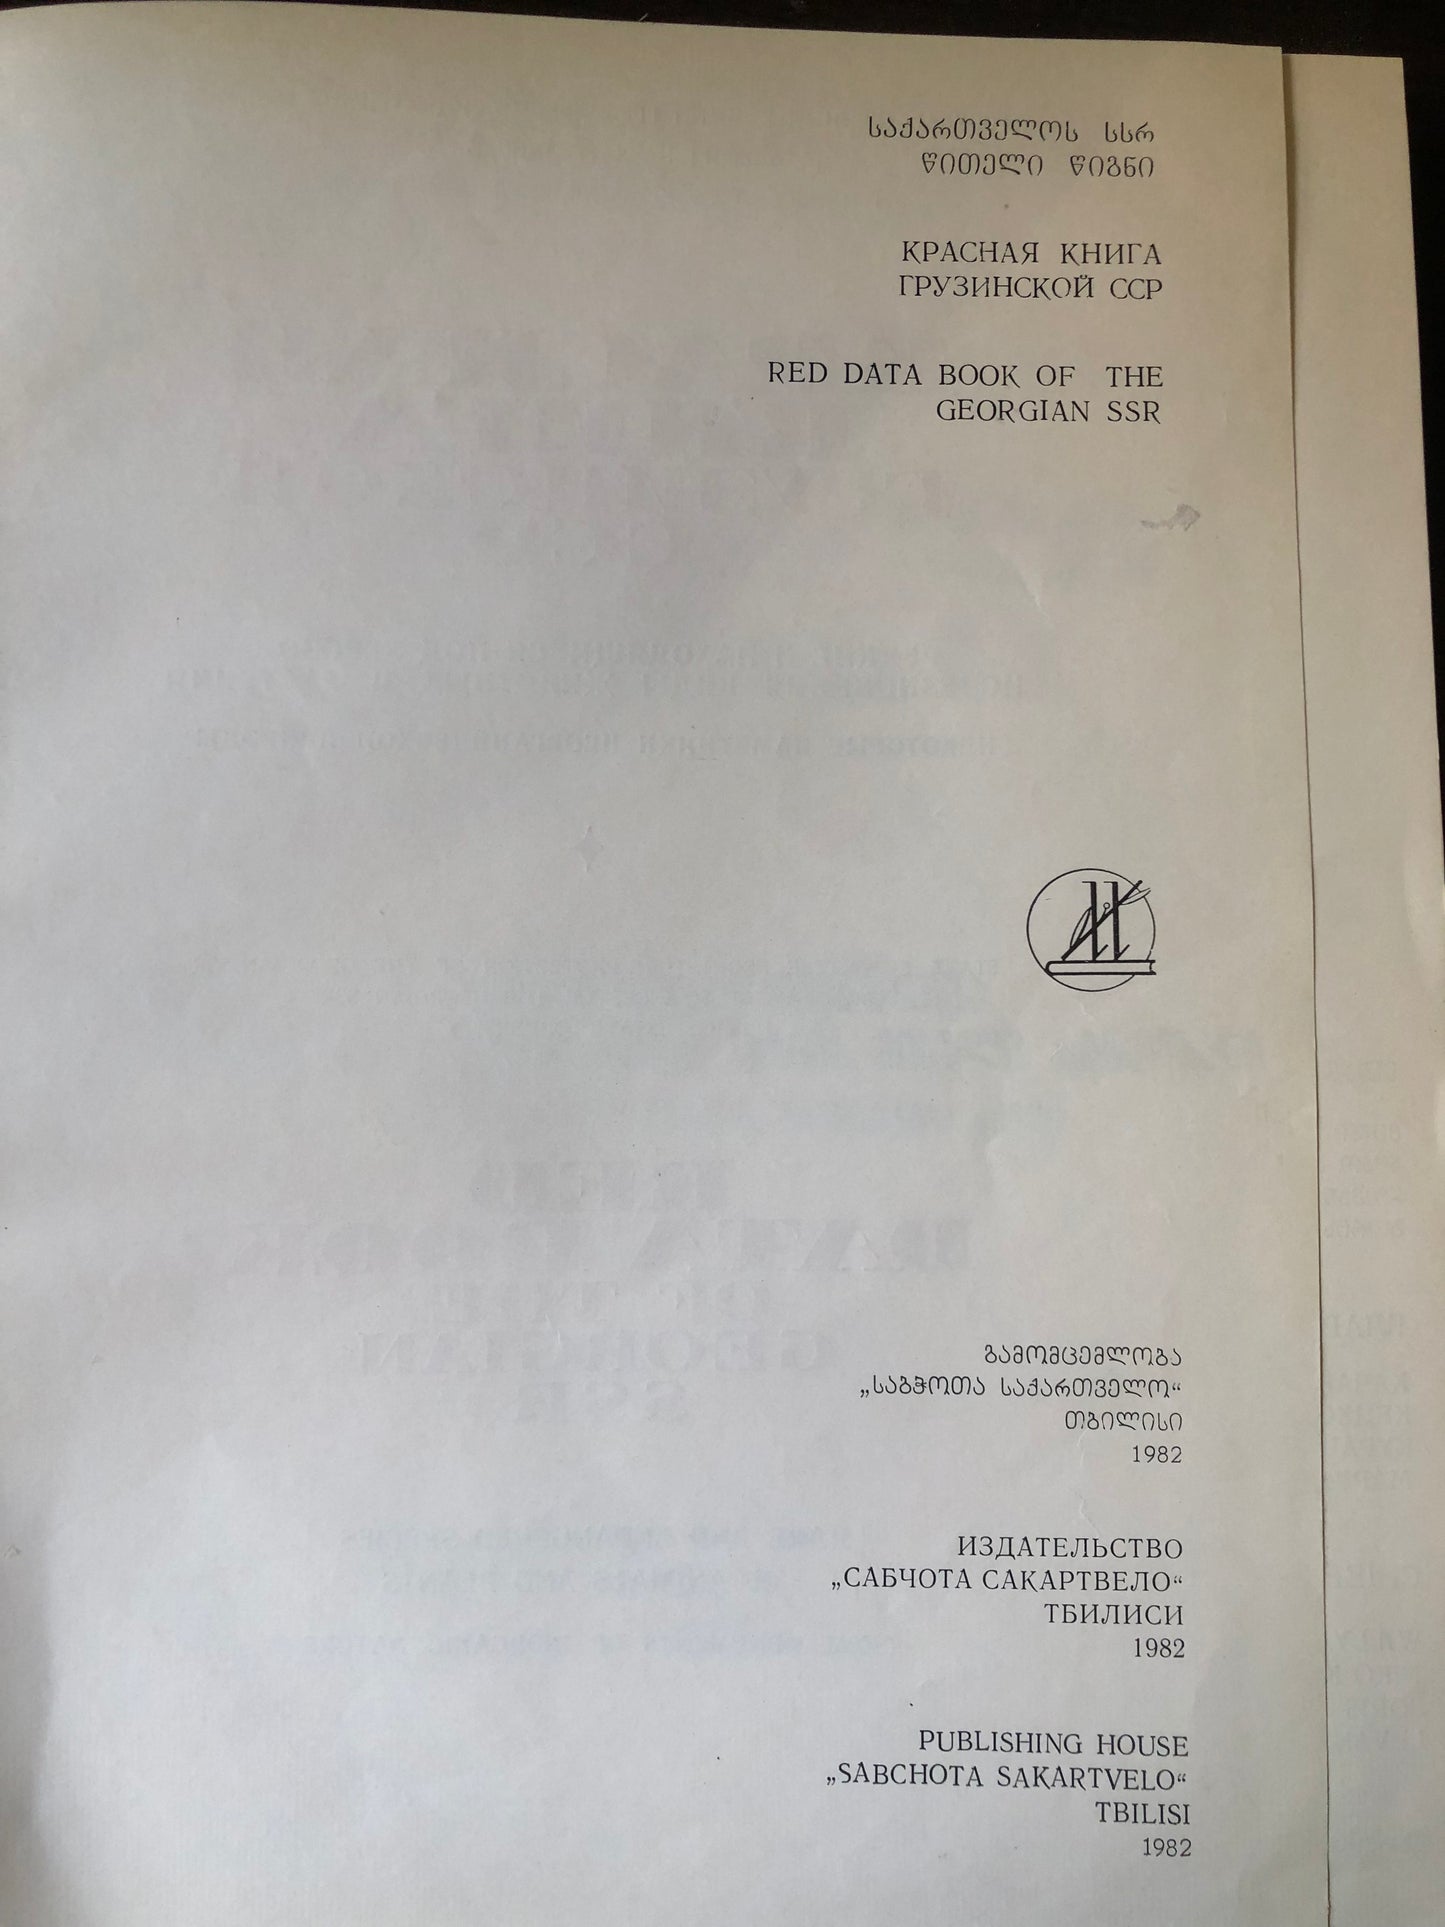 საქართველოს სსრ
წითელი წიგნი
КРАСНАЯ КНИГА
ГРУЗИНСКОЙ ССР
RED DATA BOOK OF THE
GEORGIAN SSR
გამომცემლობა
„საბჭოთა საქართველო“
თბილისი
1982
ИЗДАТЕЛЬСТВО
„САБЧОТА САКАРТВЕЛО“
ТБИЛИСИ
1982
PUBLISHING HOUSE
„SABCHOTA SAKARTVELO“
TBILISI
1982